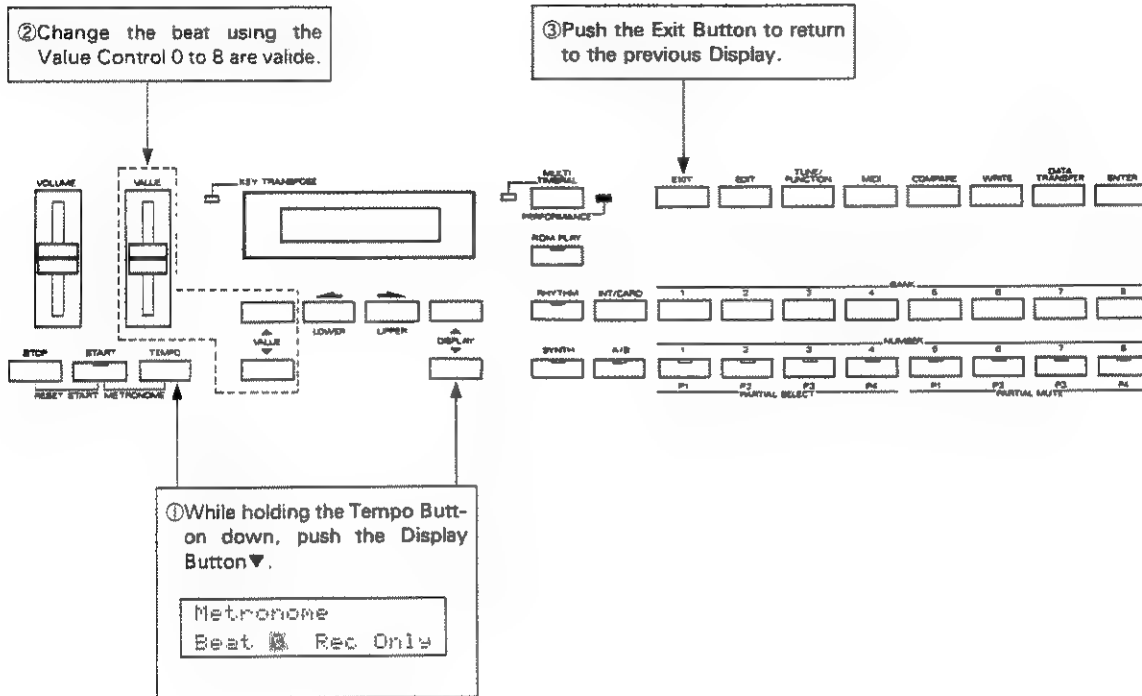 ②Change the beat using the
Value Control 0 to 8 are valide.
③Push the Exit Button to return
to the previous Display.
VOLUME
VALUE
KEY TRANSPOSE
MULTI TIMBRAL
PERFORMANCE
EXIT
EDIT
TUNE/
FUNCTION
MIDI
COMPARE
WRITE
DATA
TRANSFER
ENTER
ROM PLAY
RHYTHM
INT/CARD
BANK
1 2 3 4 5 6 7 8
VALUE
LOWER
UPPER
DISPLAY
STOP
START
TEMPO
RESET START
METRONOME
SYNTH
A/B
NUMBER
1 2 3 4 5 6 7 8
P1 P2 P3 P4 P1 P2 P3 P4
PARTIAL SELECT
PARTIAL MUTE
①While holding the Tempo Butt-
on down, push the Display
Button▼.
Metronome
Beat Rec Only